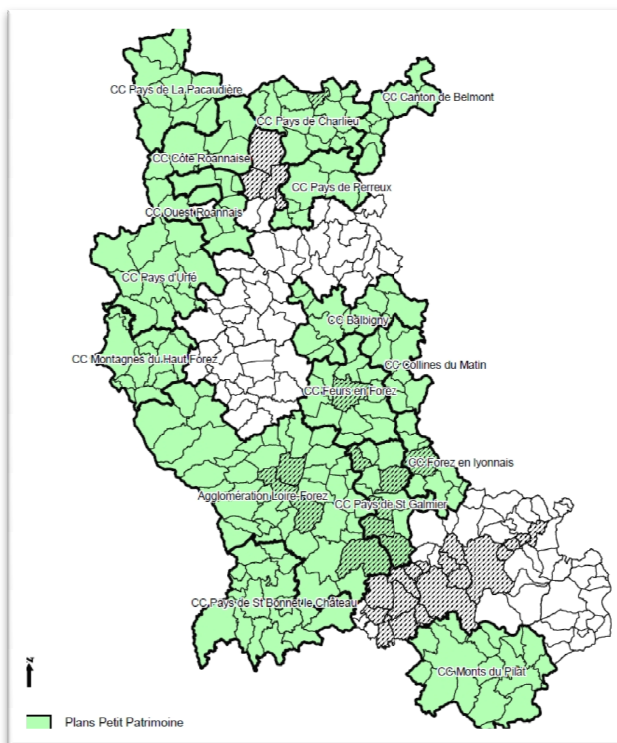 CC Pays de La Pacaudière
CC Canton de Belmont
CC Pays de Charlieu
CC Côte Roannaise
CC Pays de Perreux
CC Ouest Roannais
CC Pays d'Urfé
CC Balbigny
CC Montagnes du Haut Forez
CC Collines du Matin
CC Feurs en Forez
CC Forez en lyonnais
Agglomération Loire Forez
CC Pays de St Galmier
CC Pays de St Bonnet le Château
CC Monts du Pilat
N
Plans Petit Patrimoine